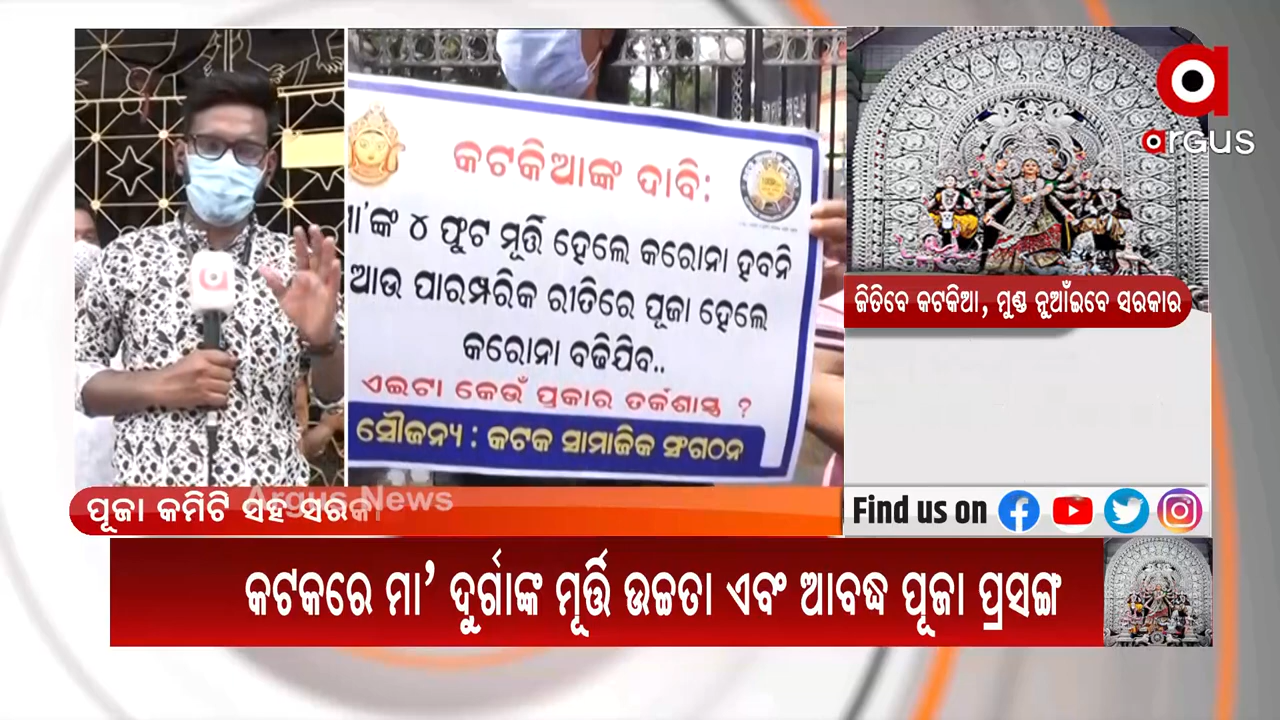 argus
କଟକିଆଙ୍କ ଦାବି:
ମା'ଙ୍କ ୪ ଫୁଟ ମୂର୍ତ୍ତି ହେଲେ କରୋନା ହବନି
ଆଉ ପାରମ୍ପରିକ ରୀତିରେ ପୂଜା ହେଲେ
କରୋନା ବଢିଯିବ..
ଏଇଟା କେଉଁ ପ୍ରକାର ତର୍କଶାସ୍ତ୍ର ?
ସୌଜନ୍ୟ : କଟକ ସାମାଜିକ ସଂଗଠନ
ଜିତିବେ କଟକିଆ, ମୁଣ୍ଡ ନୁଆଁଇବେ ସରକାର
ପୂଜା କମିଟି ସହ ସରକା
Argus News
Find us on
କଟକରେ ମା’ ଦୁର୍ଗାଙ୍କ ମୂର୍ତ୍ତି ଉଚ୍ଚତା ଏବଂ ଆବଦ୍ଧ ପୂଜା ପ୍ରସଙ୍ଗ